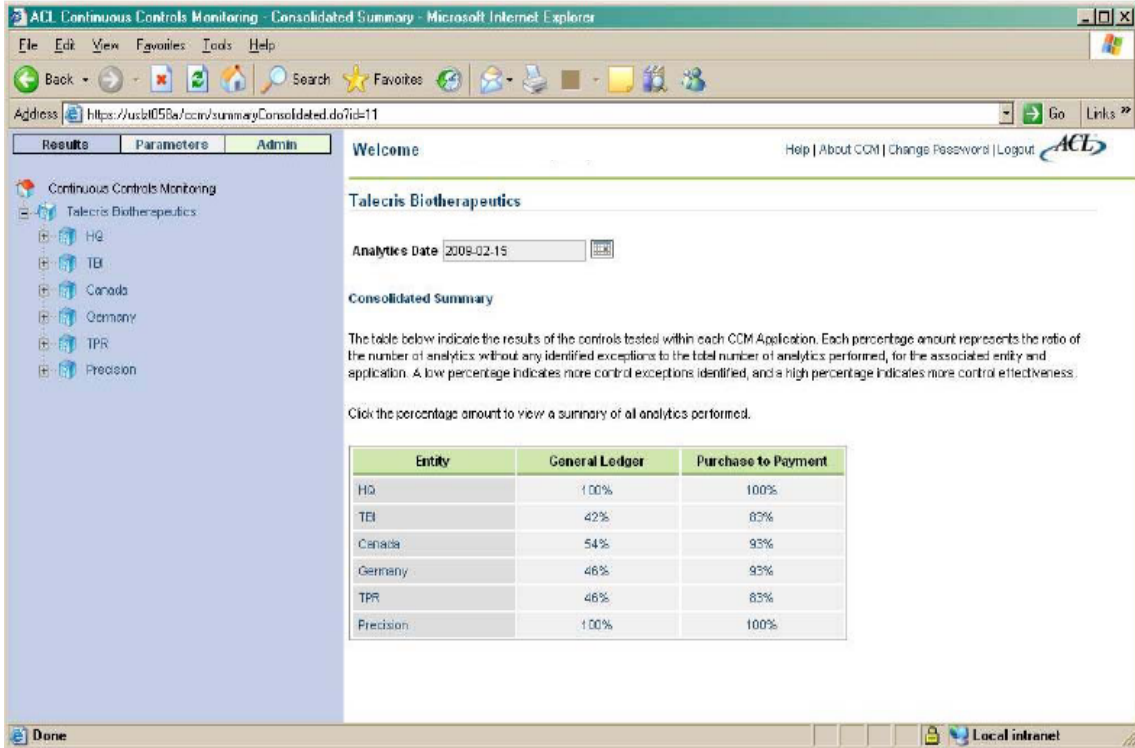 ACL Continuous Controls Monitoring - Consolidated Summary - Microsoft Internet Explorer
File Edit View Favorites Tools Help
Back Search Favorites
Address https://uslzt058a/ccm/summaryConsolidated.do?id=11 Go Links »
Results Parameters Admin
Welcome
Help | About CCM | Change Password | Logout ACL
Continuous Controls Monitoring
Talecris Biotherapeutics
HQ
TBI
Canada
Germany
TPR
Precision
Talecris Biotherapeutics
Analytics Date 2009-02-15
Consolidated Summary
The table below indicate the results of the controls tested within each CCM Application. Each percentage amount represents the ratio of
the number of analytics without any identified exceptions to the total number of analytics performed, for the associated entity and
application. A low percentage indicates more control exceptions identified, and a high percentage indicates more control effectiveness.
Click the percentage amount to view a summary of all analytics performed.
Entity General Ledger Purchase to Payment
HQ 100% 100%
TBI 42% 83%
Canada 54% 93%
Germany 46% 93%
TPR 46% 83%
Precision 100% 100%
Done Local intranet